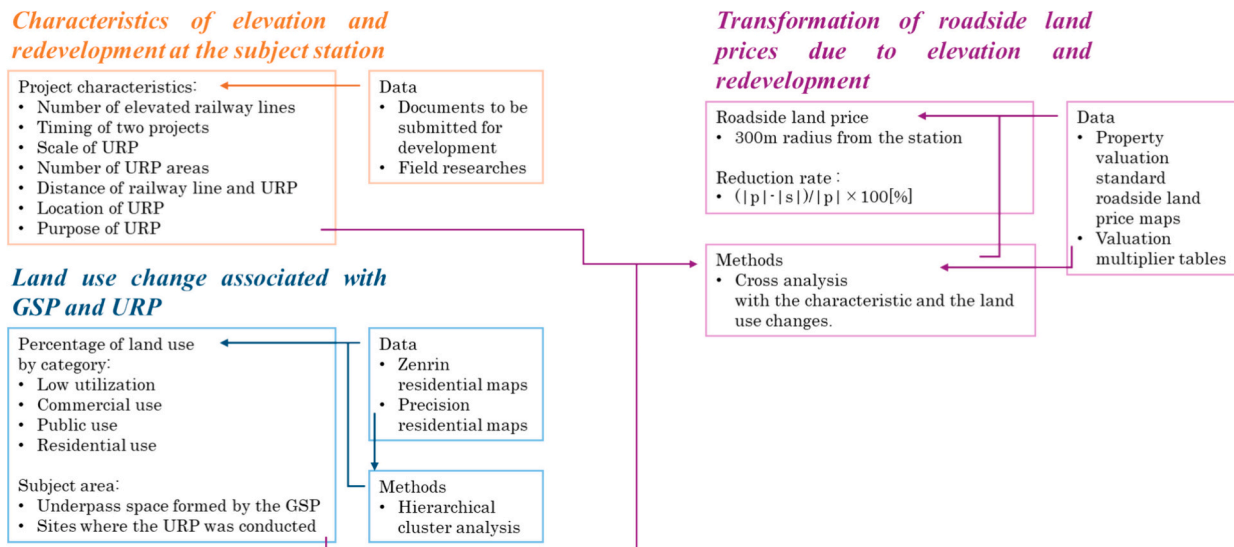 Characteristics of elevation and
redevelopment at the subject station
Project characteristics:
• Number of elevated railway lines
• Timing of two projects
• Scale of URP
• Number of URP areas
• Distance of railway line and URP
• Location of URP
• Purpose of URP
Data
• Documents to be
submitted for
development
• Field researches
Land use change associated with
GSP and URP
Percentage of land use
by category:
• Low utilization
• Commercial use
• Public use
• Residential use
Subject area:
• Underpass space formed by the GSP
• Sites where the URP was conducted
Data
• Zenrin
residential maps
• Precision
residential maps
Methods
• Hierarchical
cluster analysis
Transformation of roadside land
prices due to elevation and
redevelopment
Roadside land price
• 300m radius from the station
Reduction rate :
• (|p|-|s|)/|p| × 100[%]
Data
• Property
valuation
standard
roadside land
price maps
• Valuation
multiplier tables
Methods
• Cross analysis
with the characteristic and the land
use changes.